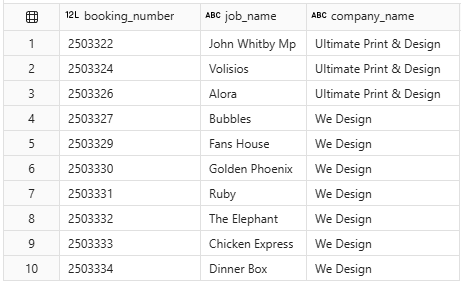 12L booking_number ABC job_name ABC company_name
1 2503322 John Whitby Mp Ultimate Print & Design
2 2503324 Volisios Ultimate Print & Design
3 2503326 Alora Ultimate Print & Design
4 2503327 Bubbles We Design
5 2503329 Fans House We Design
6 2503330 Golden Phoenix We Design
7 2503331 Ruby We Design
8 2503332 The Elephant We Design
9 2503333 Chicken Express We Design
10 2503334 Dinner Box We Design